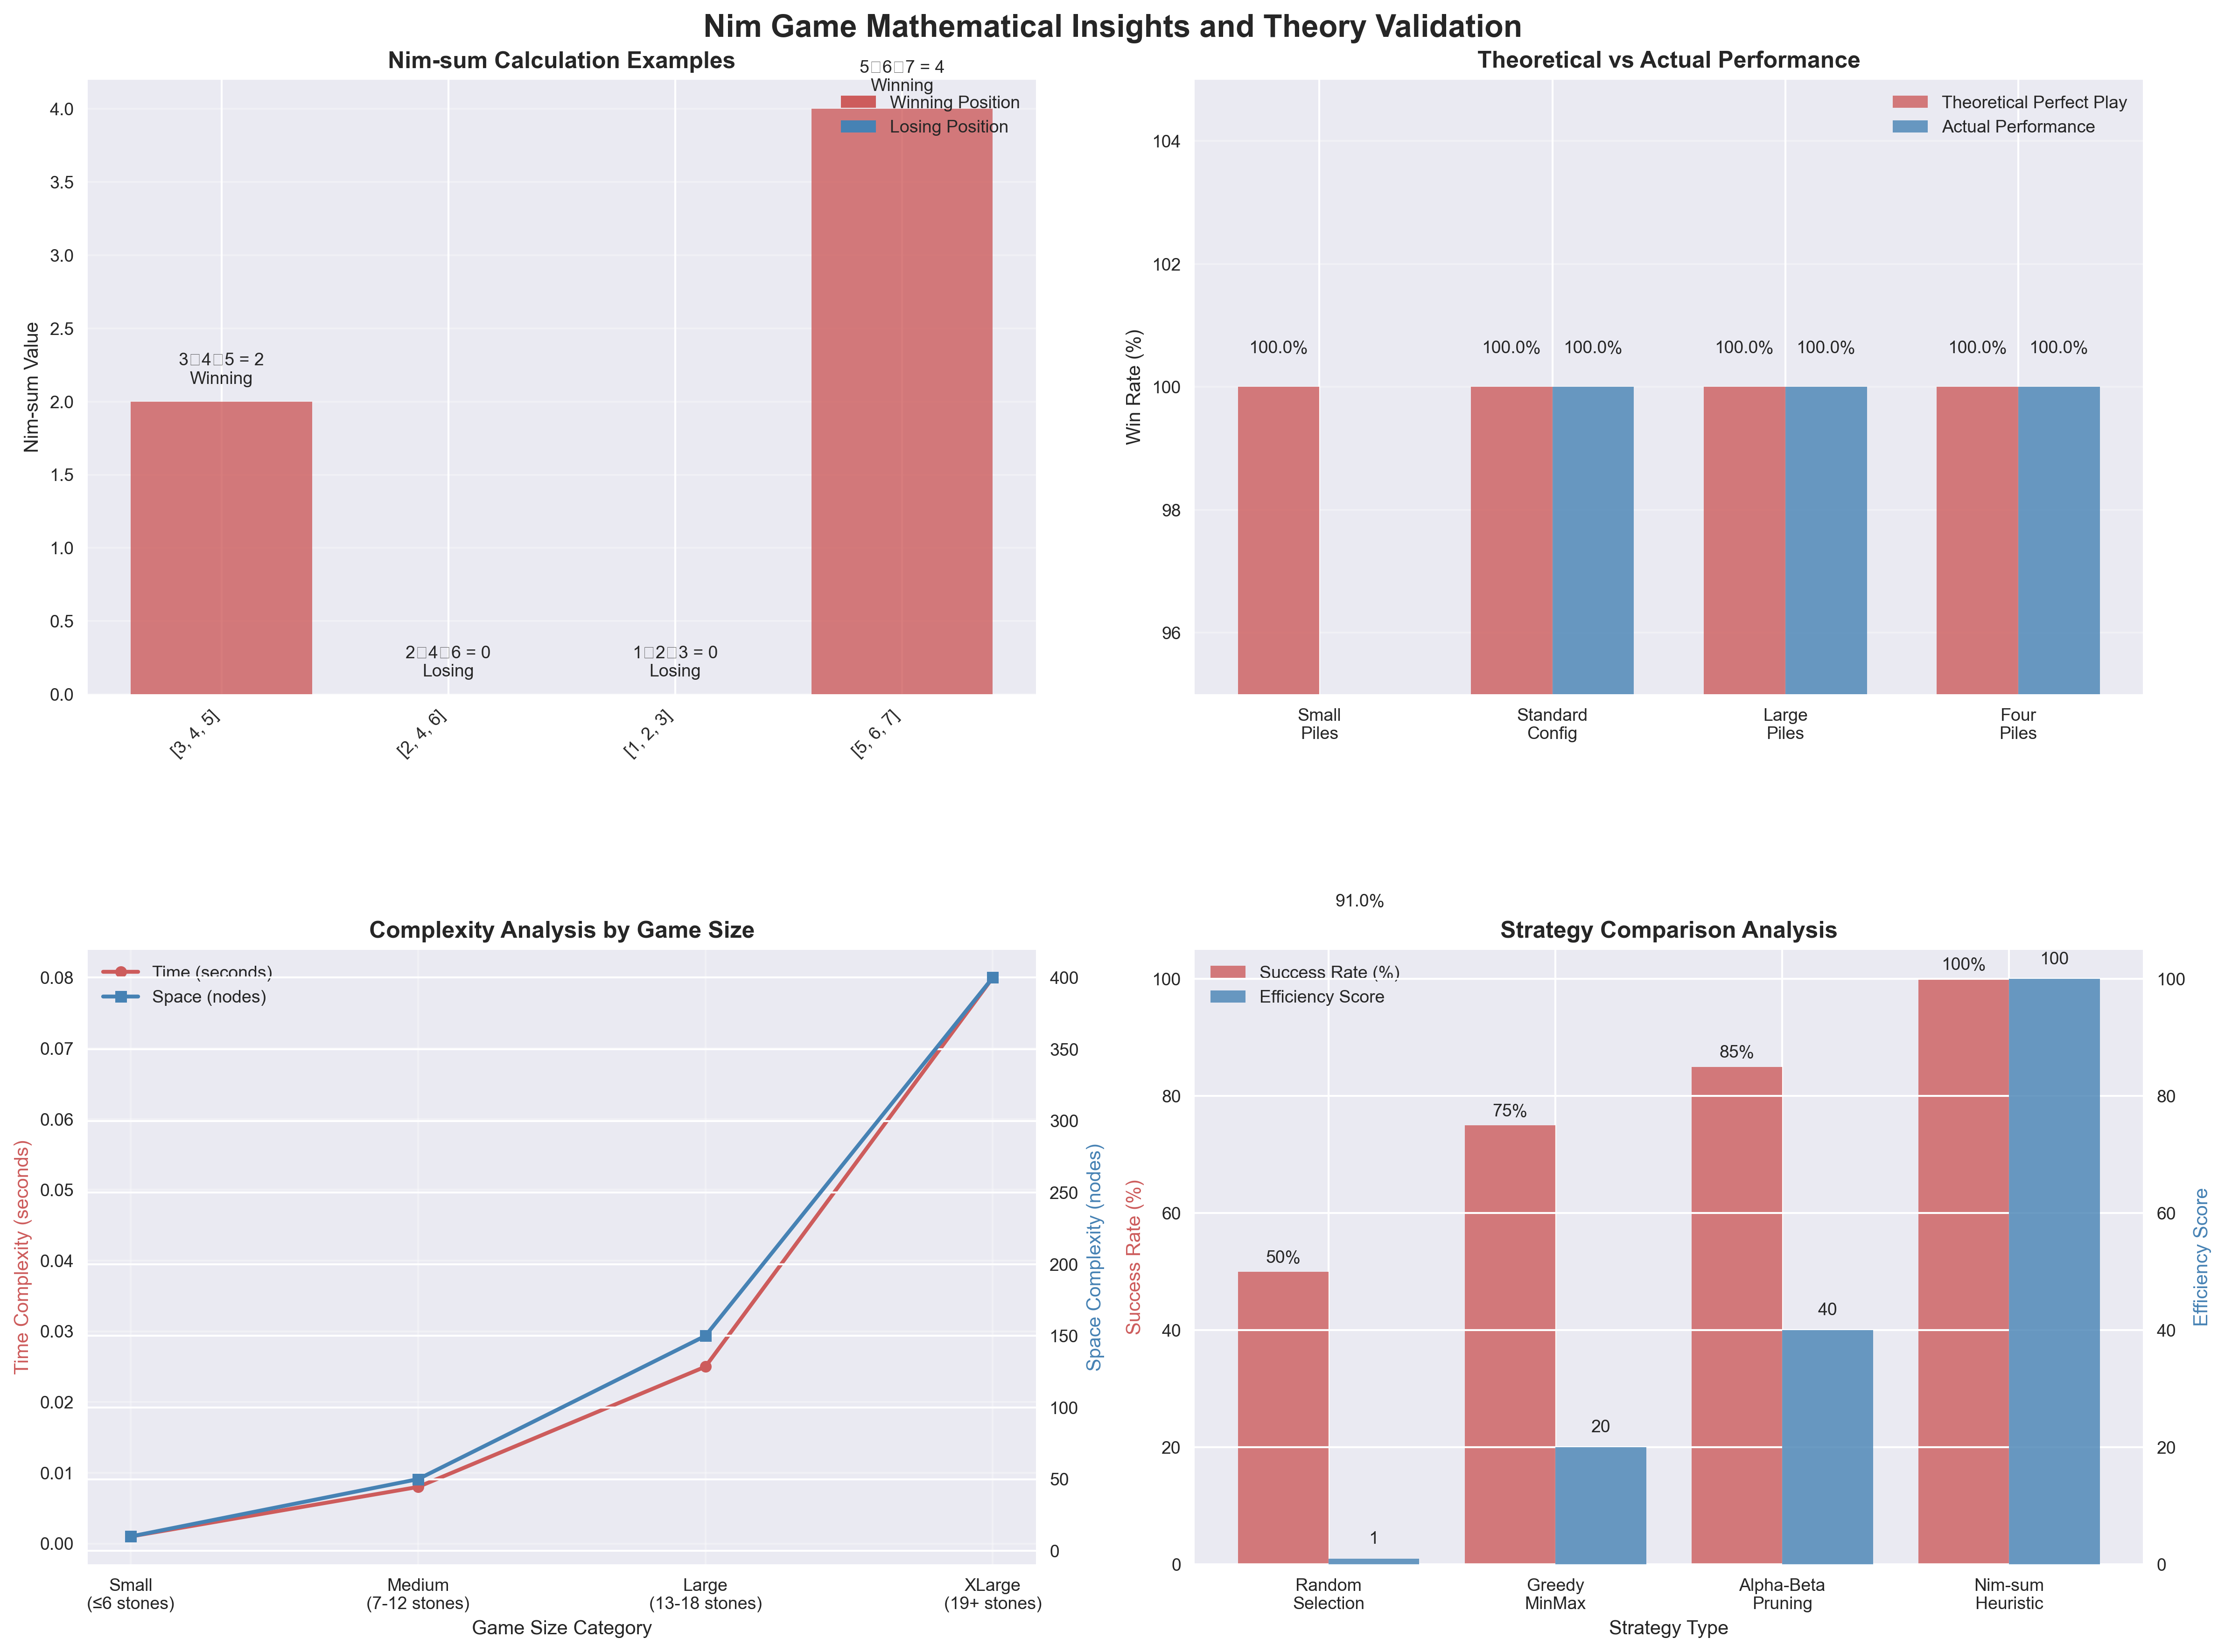 Nim Game Mathematical Insights and Theory Validation
Nim-sum Calculation Examples
5□6□7 = 4
Winning
Winning Position
Losing Position
4.0
3.5
3.0
2.5
2.0
1.5
1.0
0.5
0.0
Nim-sum Value
3□4□5 = 2
Winning
2□4□6 = 0
Losing
1□2□3 = 0
Losing
[3, 4, 5]
[2, 4, 6]
[1, 2, 3]
[5, 6, 7]
Theoretical vs Actual Performance
Theoretical Perfect Play
Actual Performance
104
102
100
98
96
Win Rate (%)
100.0%
100.0%
100.0%
100.0%
100.0%
100.0%
100.0%
Small
Piles
Standard
Config
Large
Piles
Four
Piles
91.0%
Complexity Analysis by Game Size
Time (seconds)
Space (nodes)
0.08
0.07
0.06
0.05
0.04
0.03
0.02
0.01
0.00
Time Complexity (seconds)
400
350
300
250
200
150
100
50
0
Space Complexity (nodes)
Small
(≤6 stones)
Medium
(7-12 stones)
Large
(13-18 stones)
XLarge
(19+ stones)
Game Size Category
Strategy Comparison Analysis
Success Rate (%)
Efficiency Score
100
80
60
40
20
0
Success Rate (%)
50%
1
75%
20
85%
40
100%
100
100
80
60
40
20
0
Efficiency Score
Random
Selection
Greedy
MinMax
Alpha-Beta
Pruning
Nim-sum
Heuristic
Strategy Type